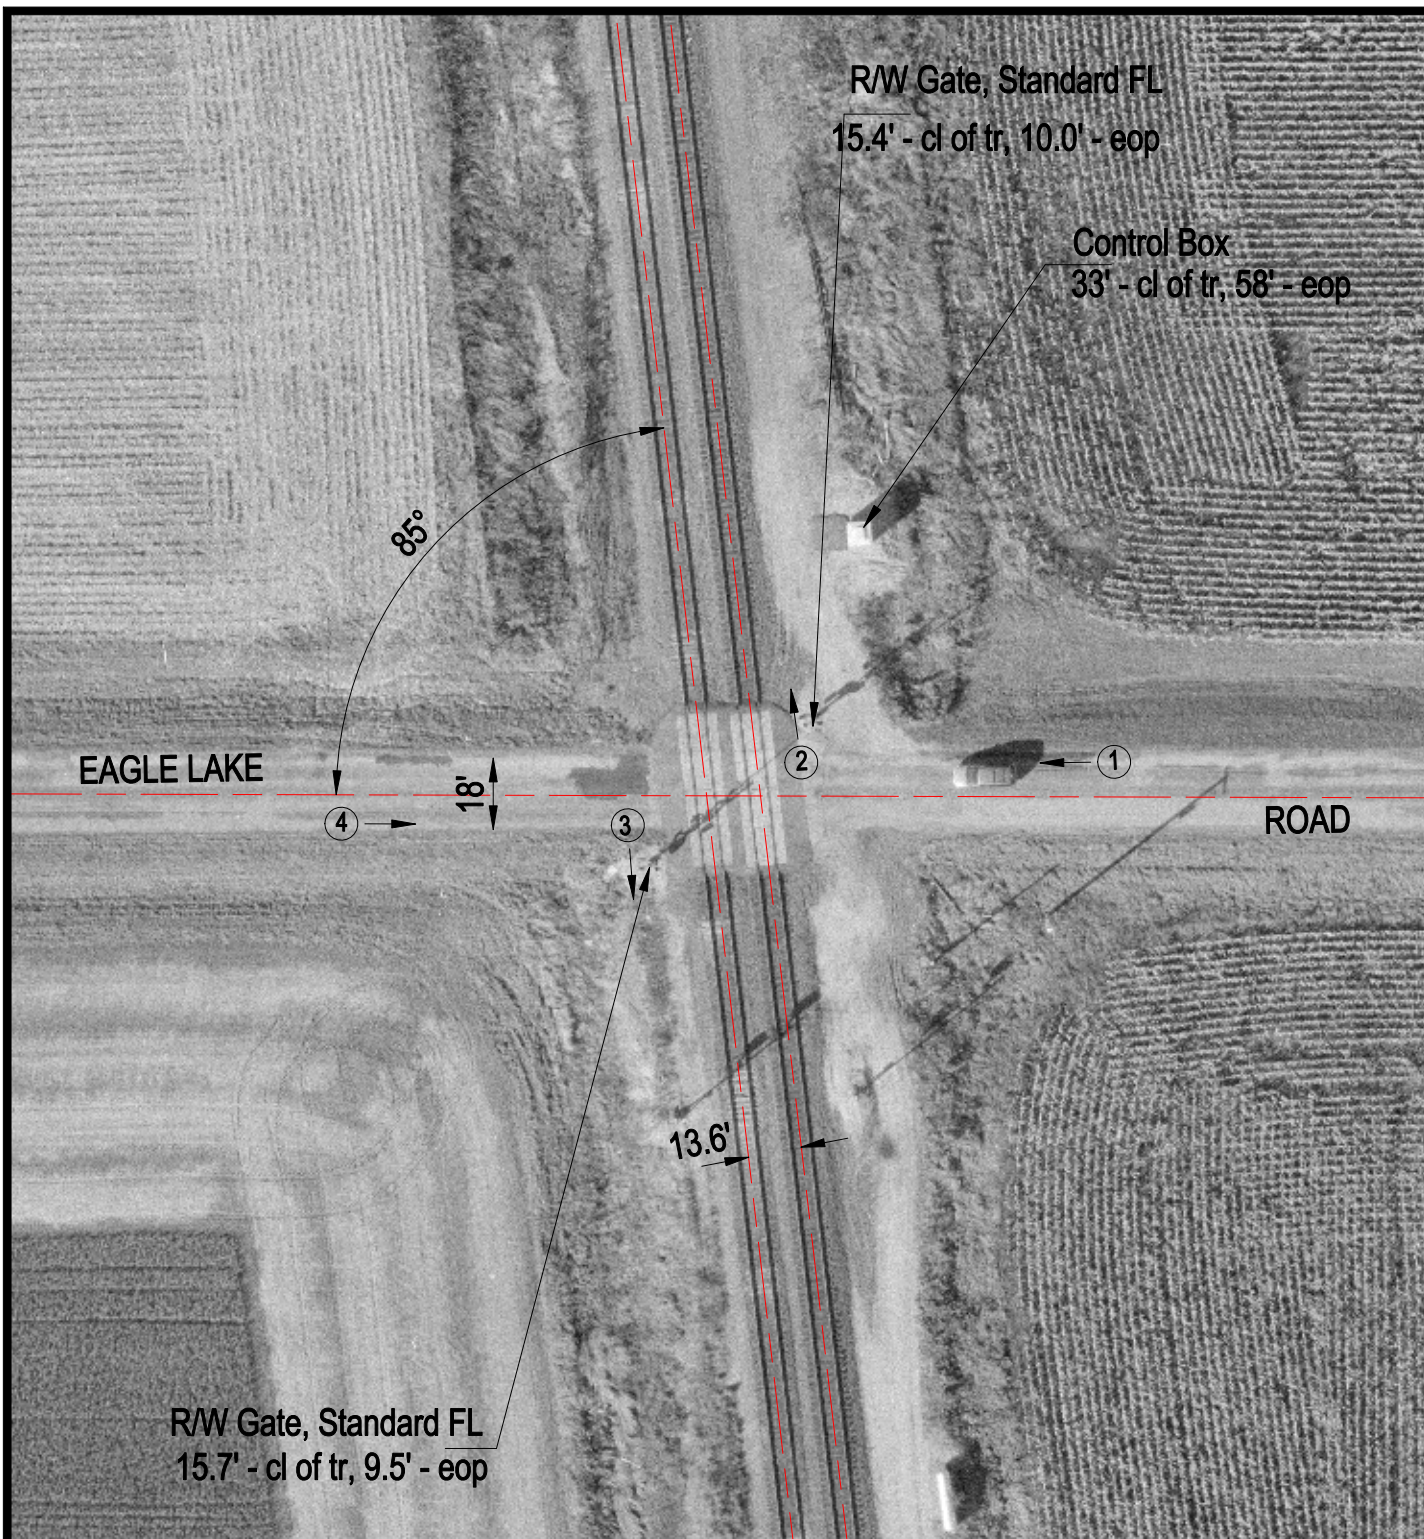 R/W Gate, Standard FL
15.4' - cl of tr, 10.0' - eop
Control Box
33' - cl of tr, 58' - eop
85°
EAGLE LAKE
18'
2
1
4
3
ROAD
13.6'
R/W Gate, Standard FL
15.7' - cl of tr, 9.5' - eop